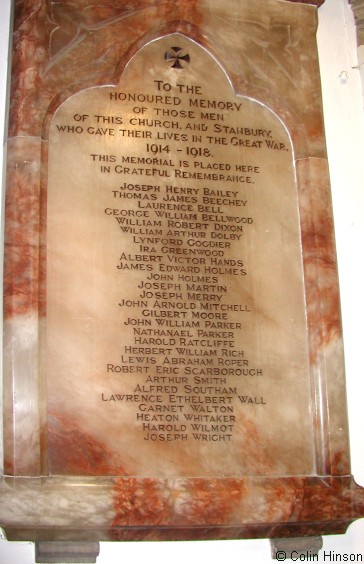 TO THE
HONOURED MEMORY
OF THOSE MEN
OF THIS CHURCH, AND STAHBURY,
WHO GAVE THEIR LIVES IN THE GREAT WAR.
1914 - 1918.
THIS MEMORIAL IS PLACED HERE
IN GRATEFUL REMEMBRANCE.
JOSEPH HENRY BAILEY
THOMAS JAMES BEECHEY
LAURENCE BELL
GEORGE WILLIAM BELLWOOD
WILLIAM ROBERT DIXON
WILLIAM ARTHUR DOLBY
LYNFORD GOODIER
IRA GREENWOOD
ALBERT VICTOR HANDS
JAMES EDWARD HOLMES
JOHN HOLMES
JOSEPH MARTIN
JOSEPH MERRY
JOHN ARNOLD MITCHELL
GILBERT MOORE
JOHN WILLIAM PARKER
NATHANAEL PARKER
HAROLD RATCLIFFE
HERBERT WILLIAM RICH
LEWIS ABRAHAM ROPER
ROBERT ERIC SCARBOROUGH
ARTHUR SMITH
ALFRED SOUTHAM
LAWRENCE ETHELBERT WALL
GARNET WALTON
HEATON WHITAKER
HAROLD WILMOT
JOSEPH WRIGHT
© Colin Hinson